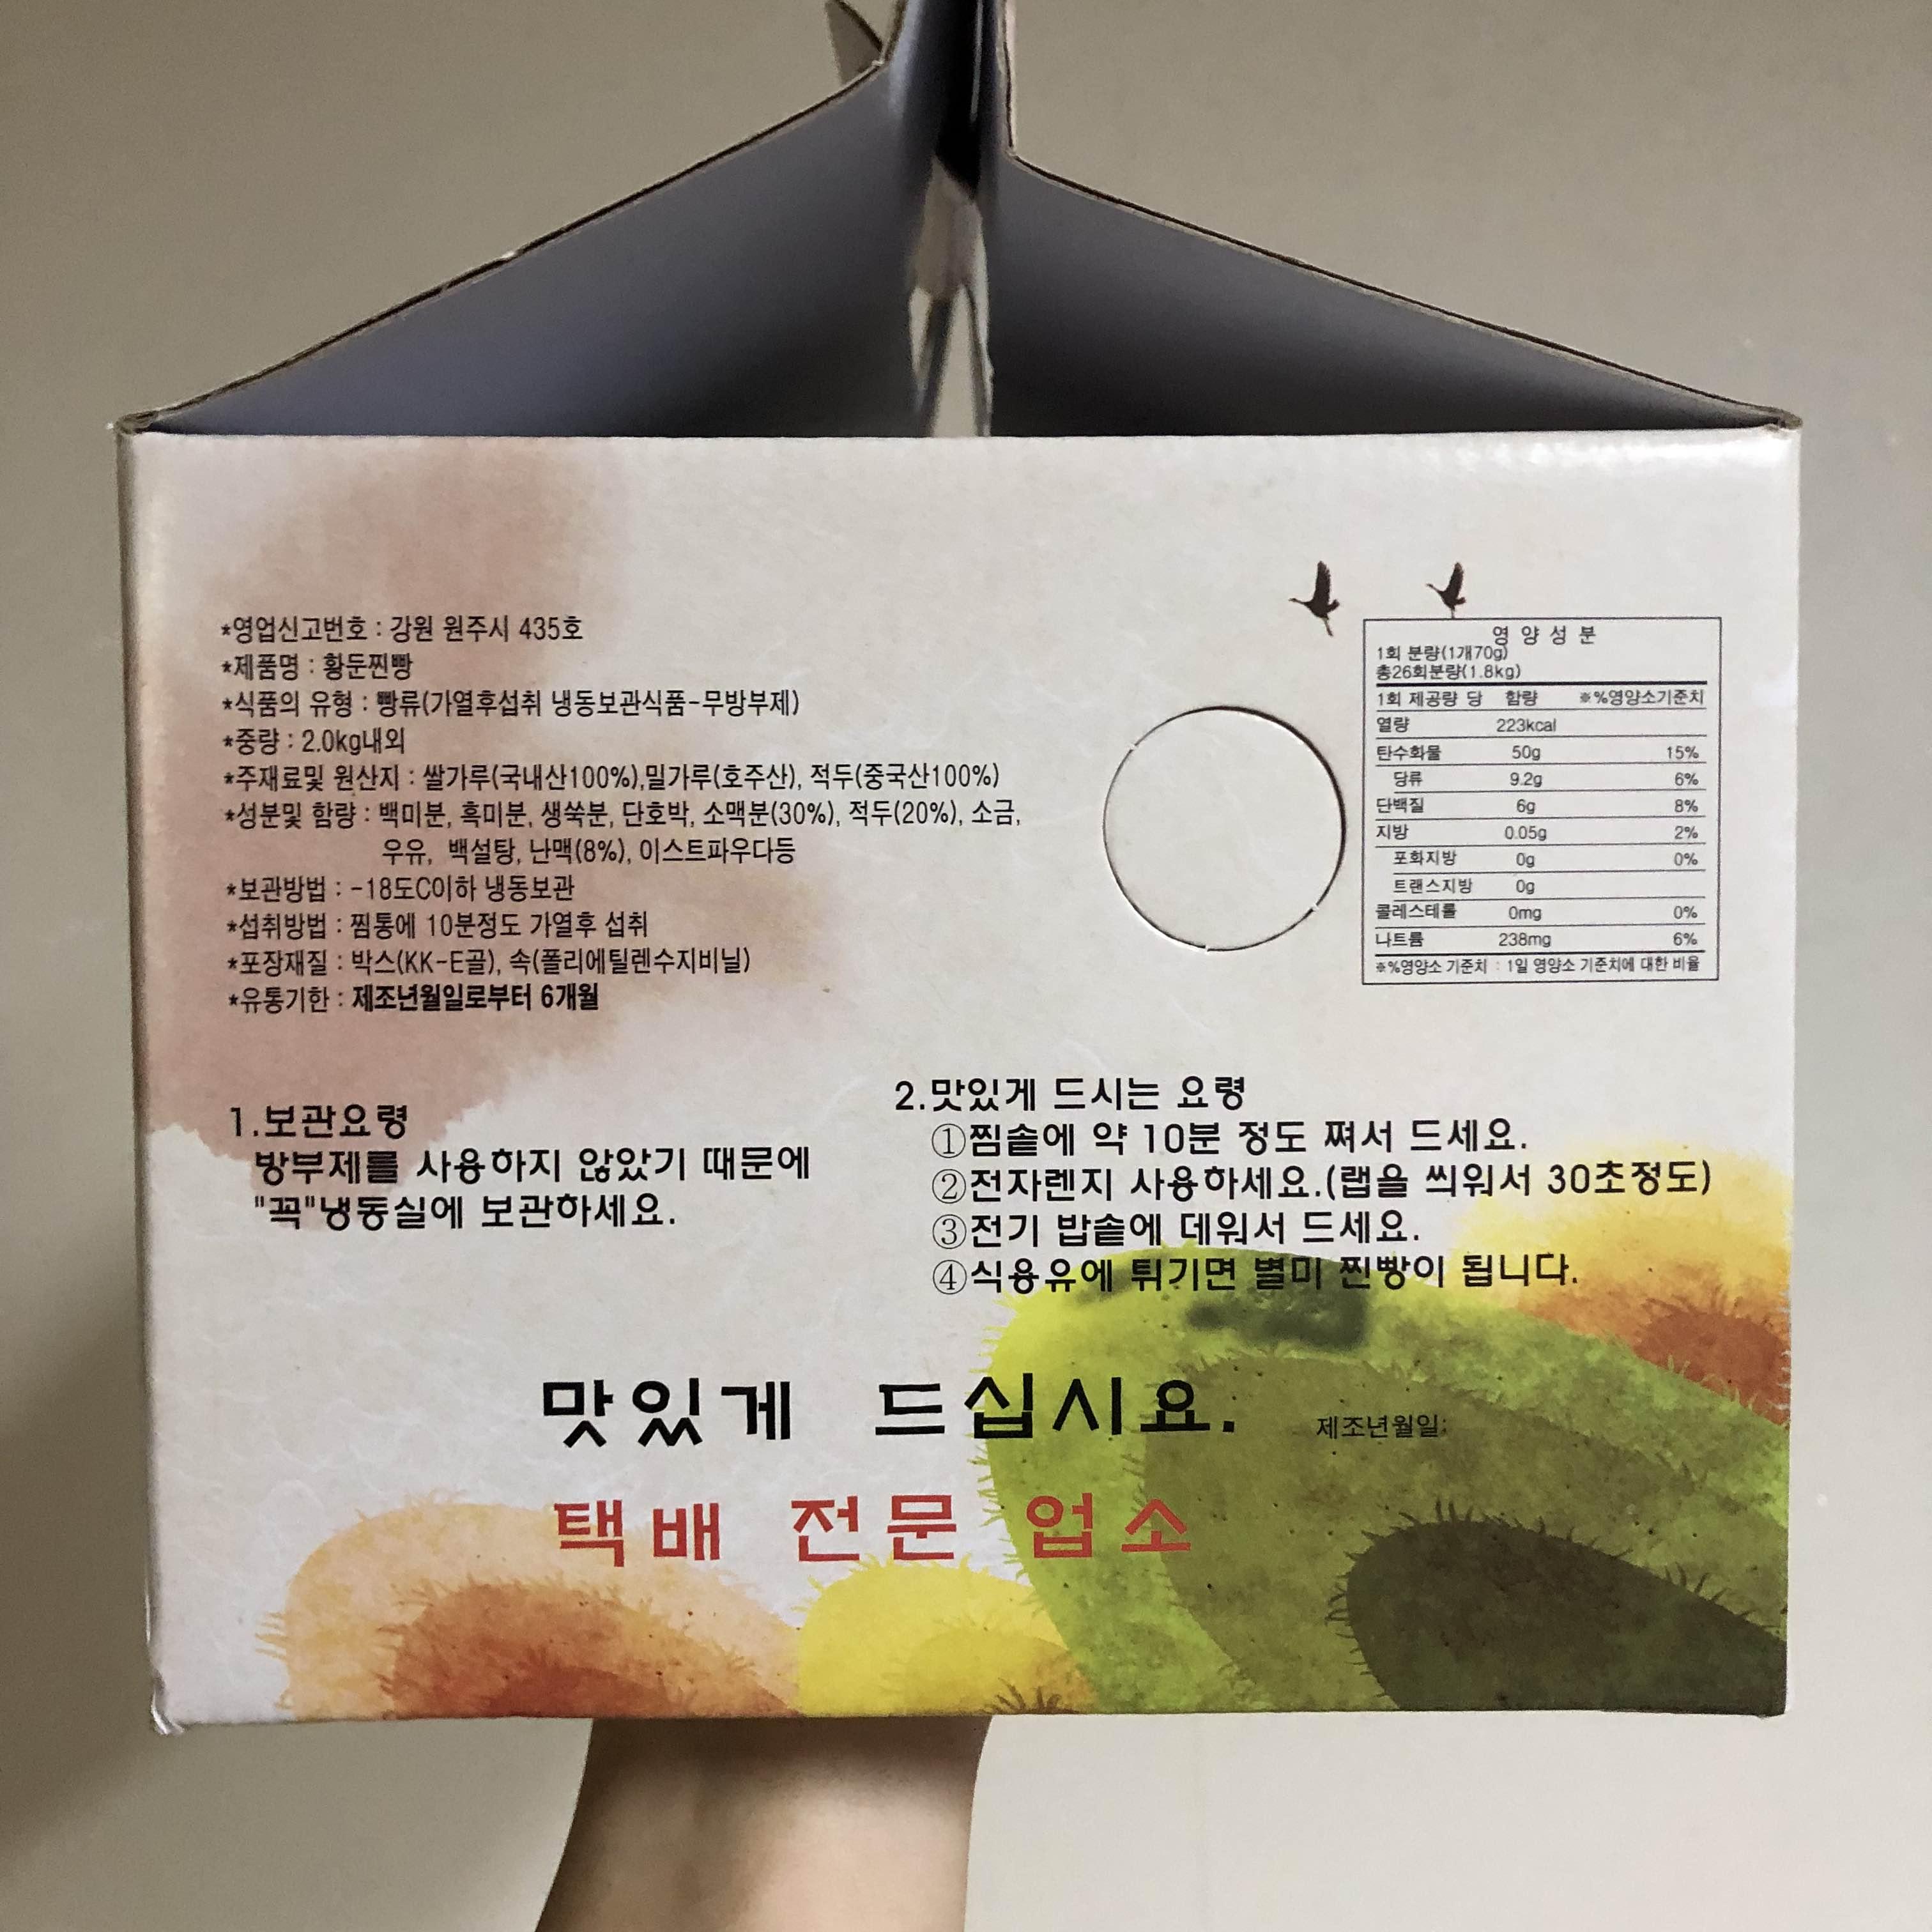 *영업신고번호 : 강원 원주시 435호
*제품명 : 황둔찐빵
*식품의 유형 : 빵류(가열후섭취 냉동보관식품-무방부제)
*중량 : 2.0kg내외
*주재료및 원산지 : 쌀가루(국내산100%),밀가루(호주산), 적두(중국산100%)
*성분및 함량 : 백미분, 흑미분, 생쑥분, 단호박, 소맥분(30%), 적두(20%), 소금,
우유, 백설탕, 난맥(8%), 이스트파우다등
*보관방법 : -18도C이하 냉동보관
*섭취방법 : 찜통에 10분정도 가열후 섭취
*포장재질 : 박스(KK-E골), 속(폴리에틸렌수지비닐)
*유통기한 : 제조년월일로부터 6개월
영 양 성 분
1회 분량(1개70g)
총26회분량(1.8kg)
1회 제공량 당 함량 ※%영양소기준치
열량 223kcal
탄수화물 50g 15%
당류 9.2g 6%
단백질 6g 8%
지방 0.05g 2%
포화지방 0g 0%
트랜스지방 0g
콜레스테롤 0mg 0%
나트륨 238mg 6%
※%영양소 기준치 : 1일 영양소 기준치에 대한 비율
1.보관요령
방부제를 사용하지 않았기 때문에
"꼭"냉동실에 보관하세요.
2.맛있게 드시는 요령
①찜솥에 약 10분 정도 쪄서 드세요.
②전자렌지 사용하세요.(랩을 씌워서 30초정도)
③전기 밥솥에 데워서 드세요.
④식용유에 튀기면 별미 찐빵이 됩니다.
맛있게 드십시요.
제조년월일:
택배 전문 업소